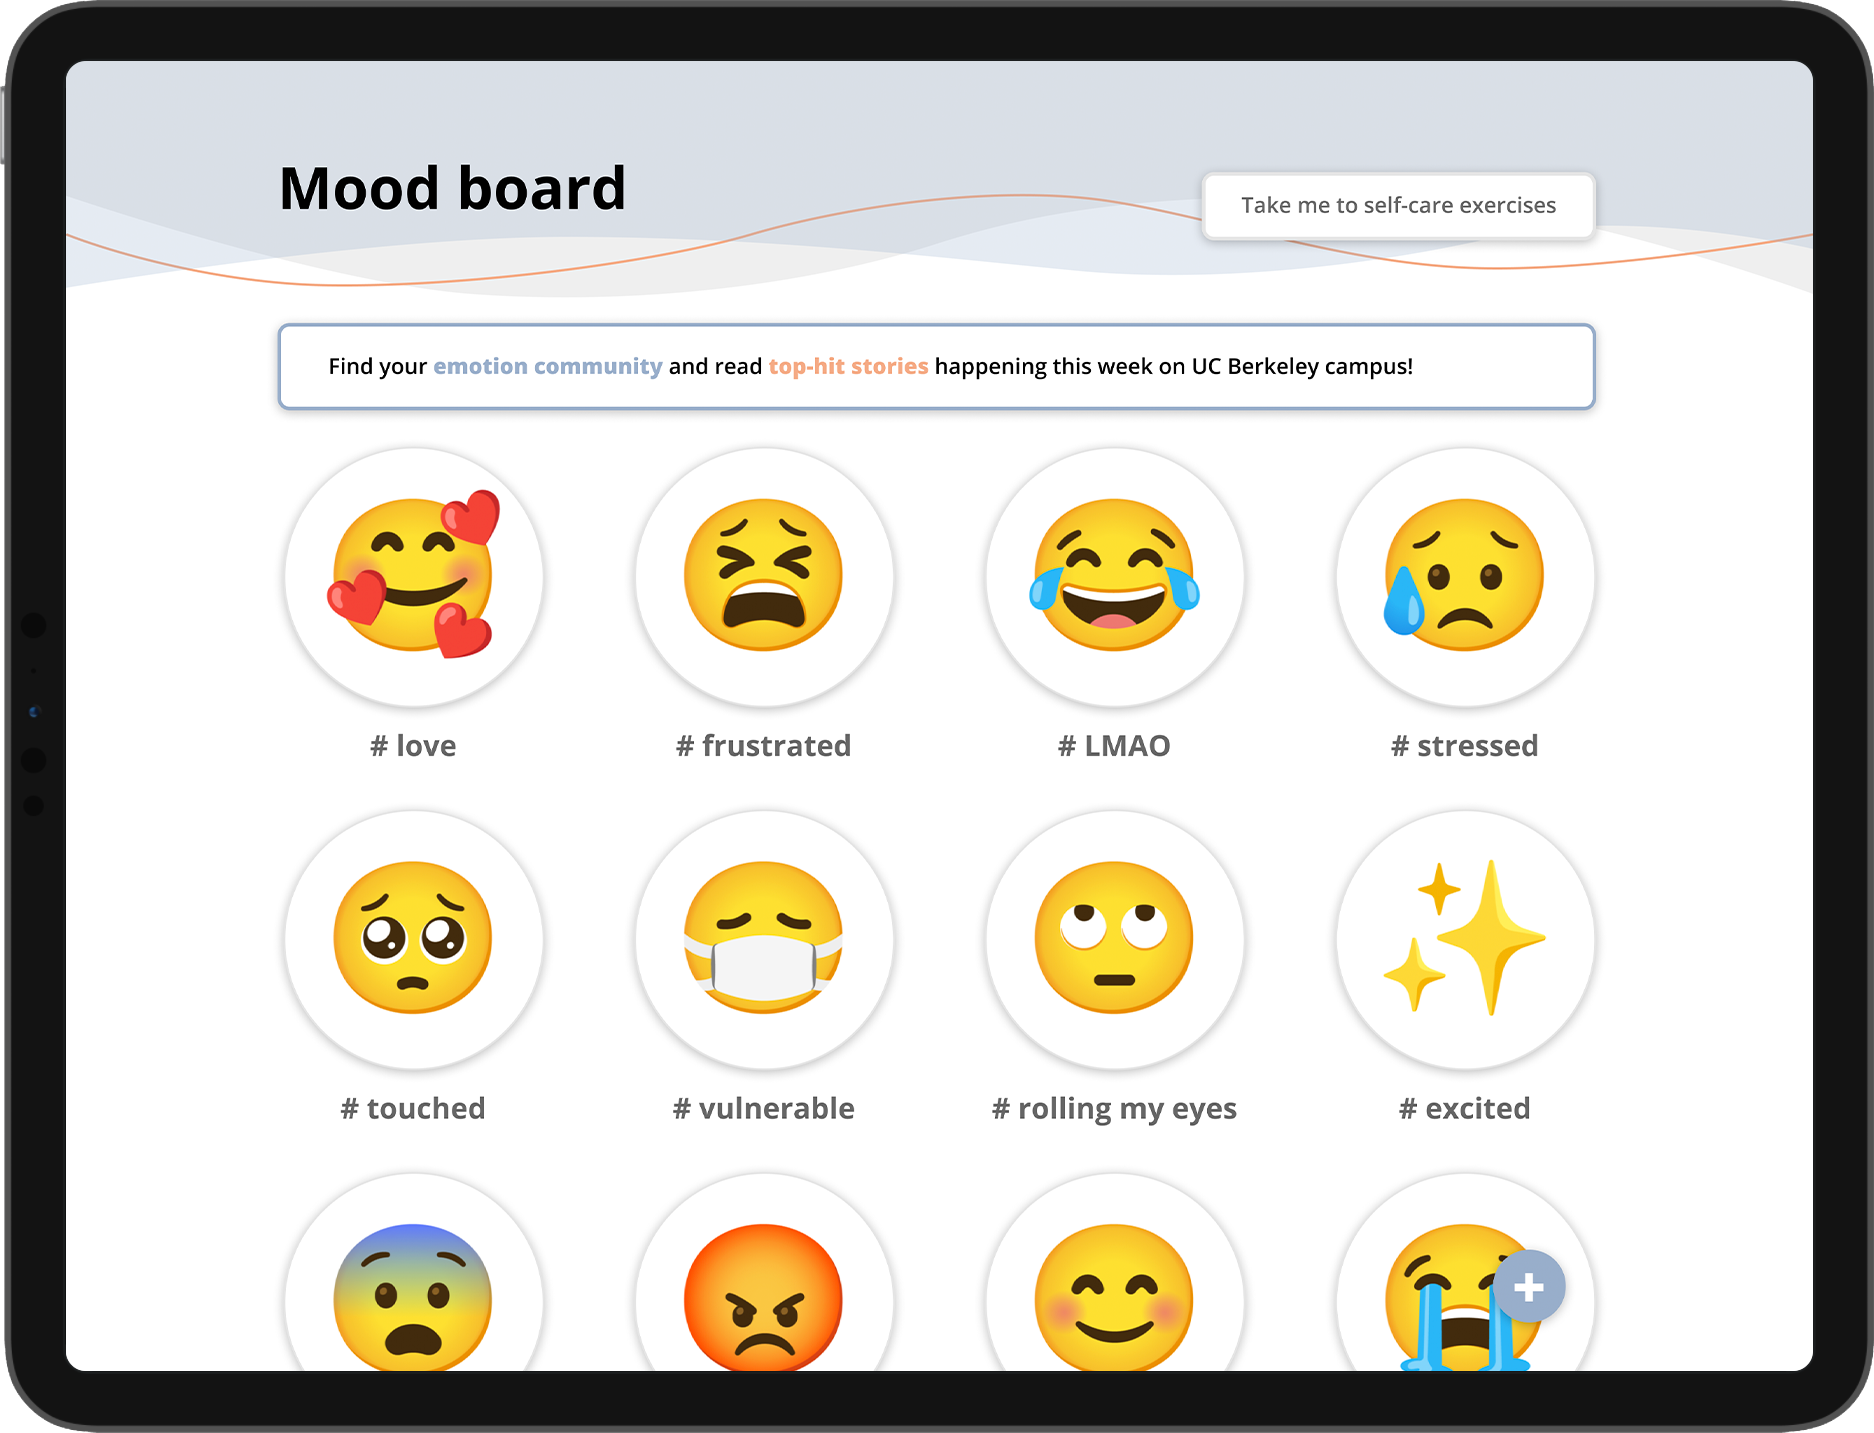 Mood board
Take me to self-care exercises
Find your emotion community and read top-hit stories happening this week on UC Berkeley campus!
# love
# frustrated
# LMAO
# stressed
# touched
# vulnerable
# rolling my eyes
# excited